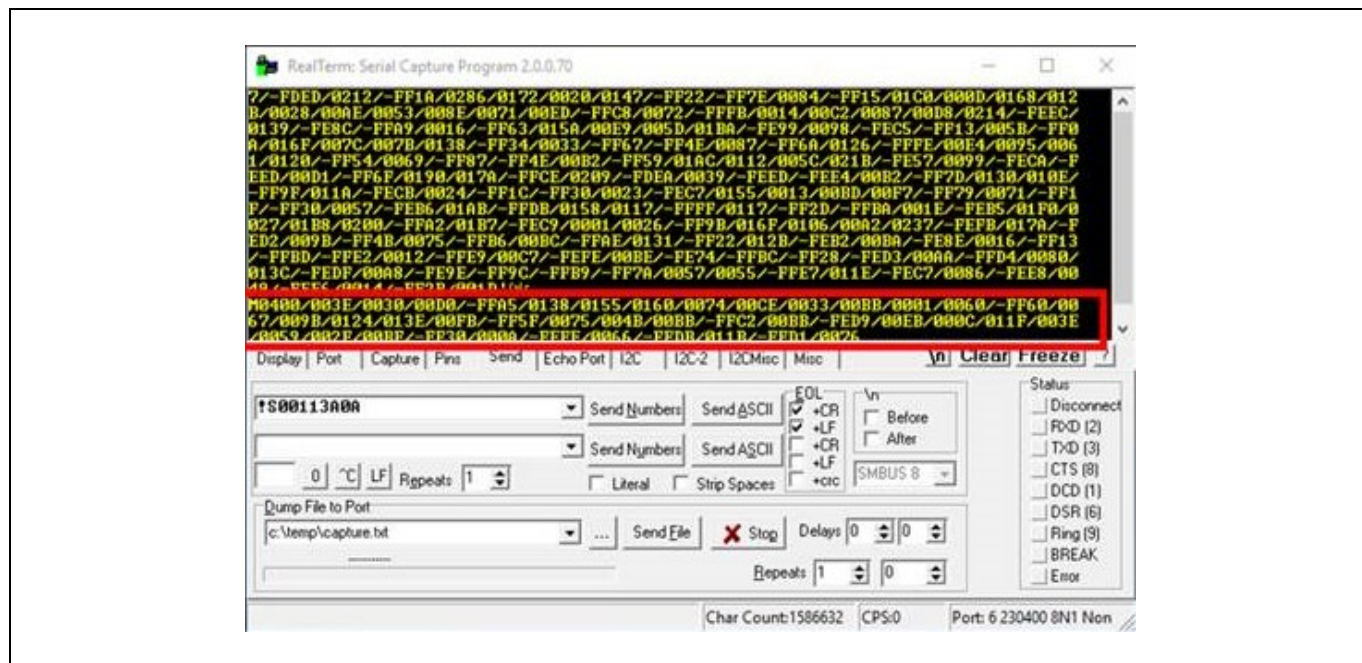 RealTerm: Serial Capture Program 2.0.0.70
7/-FDED/0212/-FF1A/0286/0172/0020/0147/-FF22/-FF7E/0084/-FF15/01C0/000D/0168/012
B/0028/00AE/0053/008E/0071/00ED/-FFC8/0072/-FFFB/0014/00C2/0087/00D8/0214/-FEEC/
0139/-FE8C/-FFA9/0016/-FF63/015A/00E9/005D/01BA/-FE99/0098/-FEC5/-FF13/005B/-FF0
A/016F/007C/007B/0138/-FF34/0033/-FF67/-FF4E/0087/-FF6A/0126/-FFFE/00E4/0095/006
1/0120/-FF54/0069/-FF87/-FF4E/00B2/-FF59/01AC/0112/005C/021B/-FE57/0099/-FECA/-F
EED/00D1/-FF6F/0190/017A/-FFCE/0209/-FDEA/0039/-FEED/-FEE4/00B2/-FF7D/0130/010E/
-FF9F/011A/-FECB/0024/-FF1C/-FF30/0023/-FEC7/0155/0013/00BD/00F7/-FF79/0071/-FF1
F/-FF30/0057/-FEB6/01AB/-FFDB/0158/0117/-FFFF/0117/-FF2D/-FFBA/001E/-FEB5/01F0/0
027/01B8/0200/-FFA2/01B7/-FEC9/0001/0026/-FF9B/016F/0106/00A2/0237/-FEFB/017A/-F
ED2/009B/-FF4B/0075/-FFB6/00BC/-FFAE/0131/-FF22/012B/-FEB2/00BA/-FE8E/0016/-FF13
/-FFBD/-FFE2/0012/-FFE9/00C7/-FEFE/00BE/-FE74/-FFBC/-FF28/-FED3/00AA/-FFD4/0080/
013C/-FEDF/00A8/-FE9E/-FF9C/-FFB9/-FF7A/0057/0055/-FFE7/011E/-FEC7/0086/-FEE8/00
M0400/003E/0030/00D0/-FFA5/0138/0155/0160/0074/00CE/0033/00BB/0001/0060/-FF60/00
67/009B/0124/013E/00FB/-FF5F/0075/004B/00BB/-FFC2/00BB/-FED9/00EB/000C/011F/003E
Display Port Capture Pins Send Echo Port I2C I2C-2 I2CMisc Misc \n Clear Freeze ?
!S00113A0A Send Numbers Send ASCII EOL +CR +LF \n Before
Send Numbers Send ASCII +CR +LF +crc After SMBUS 8
0 ^C LF Repeats 1 Literal Strip Spaces
Dump File to Port
c:\temp\capture.txt ... Send File Stop Delays 0 0
Repeats 1 0
Status
Disconnect
RXD (2)
TXD (3)
CTS (8)
DCD (1)
DSR (6)
Ring (9)
BREAK
Error
Char Count:1586632 CPS:0 Port: 6 230400 8N1 Non